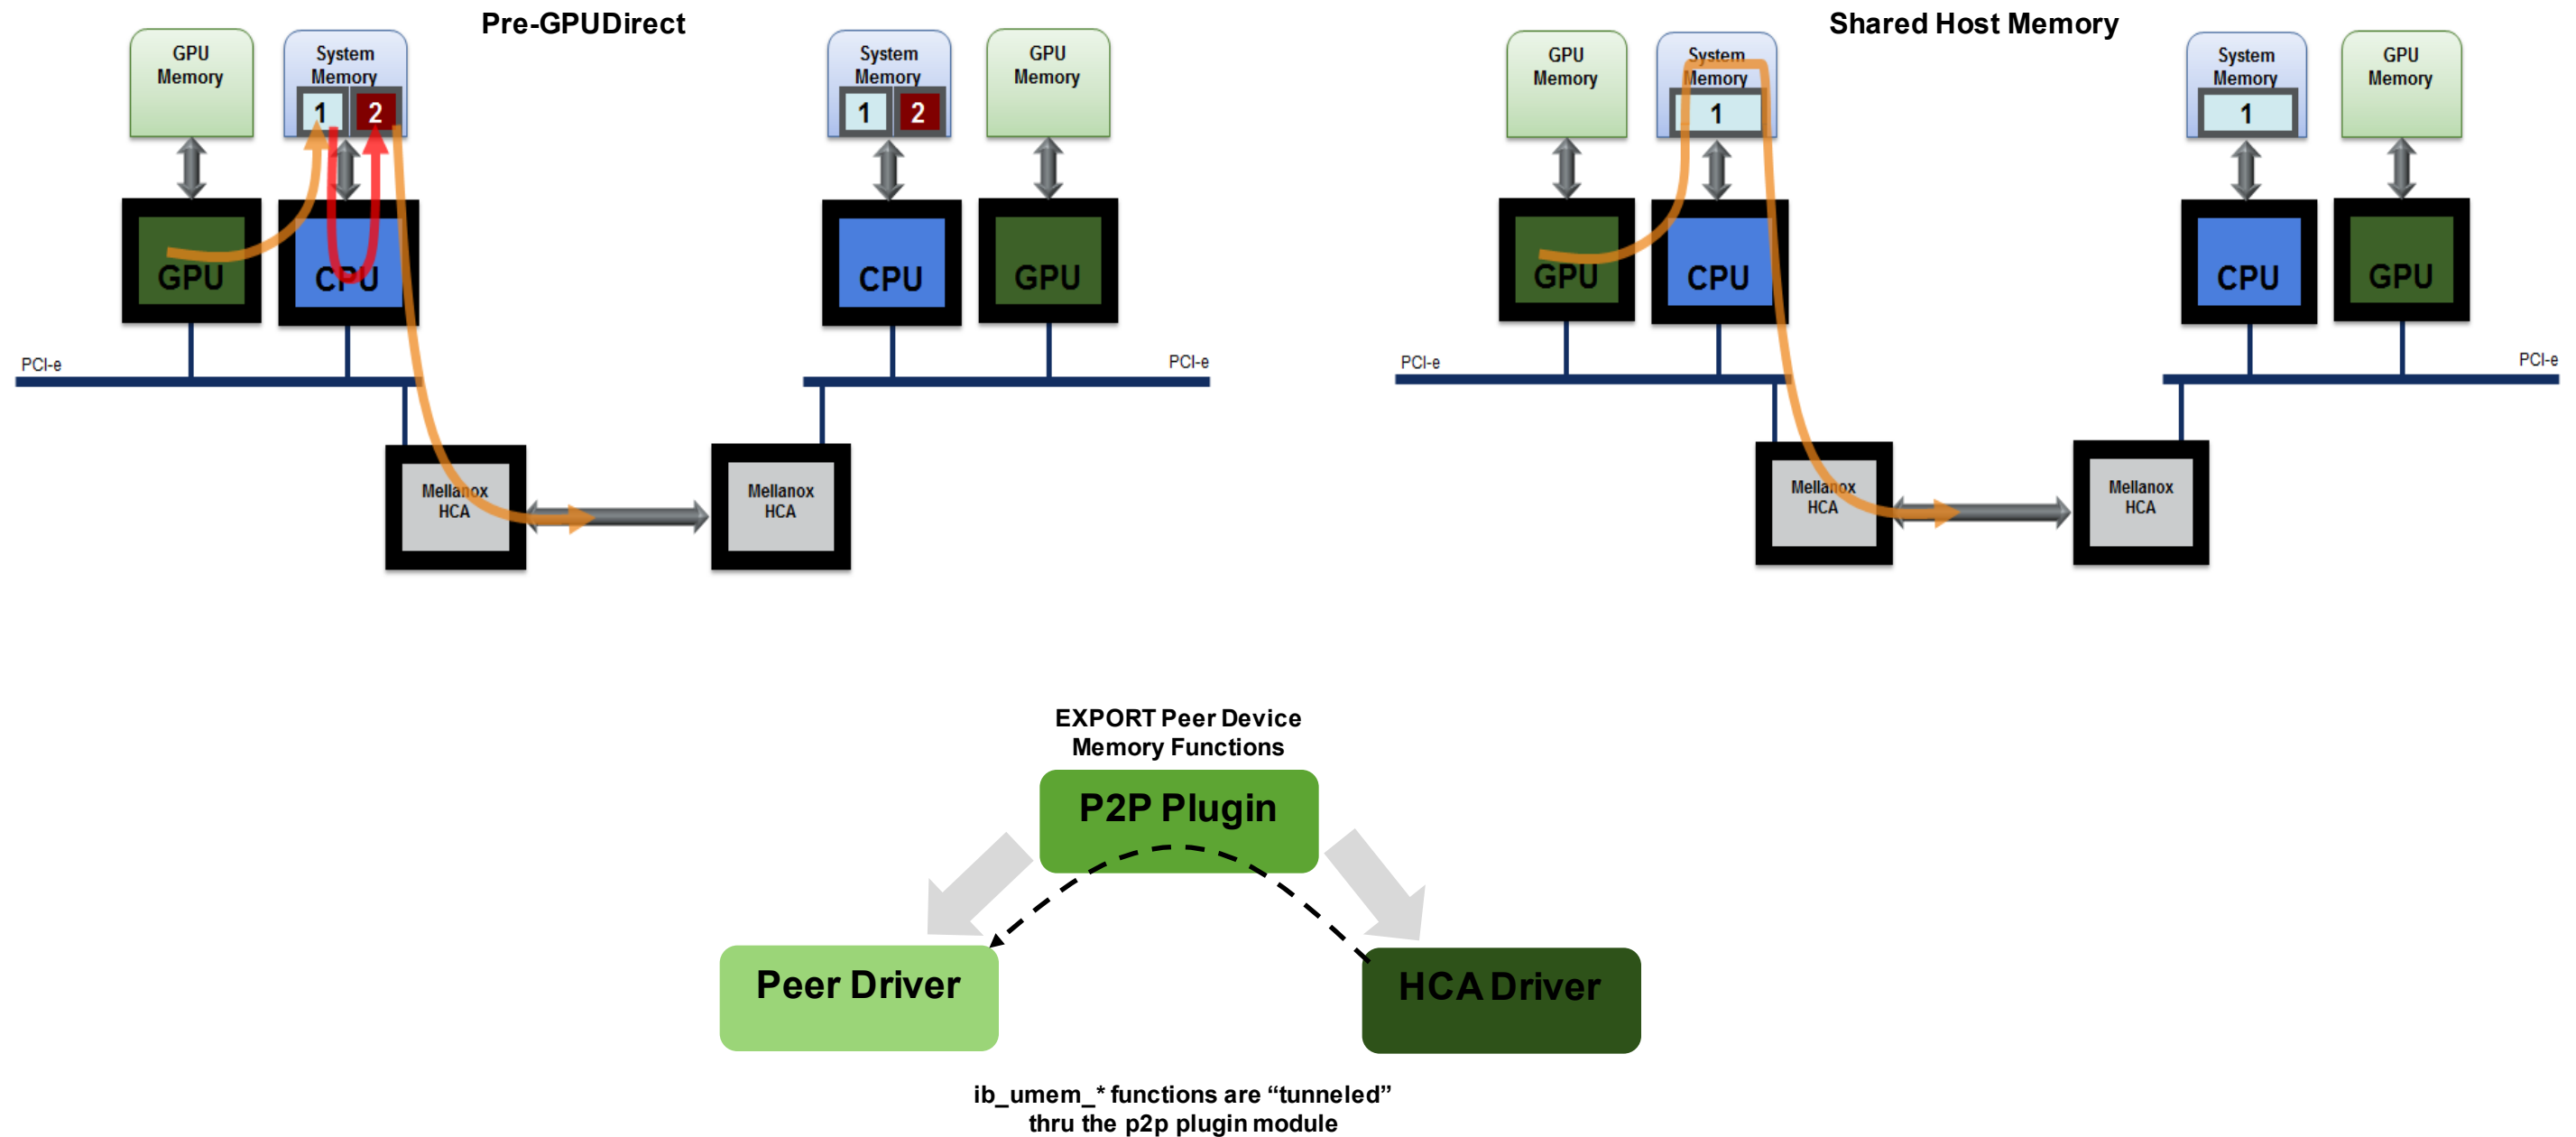 Pre-GPUDirect
GPU
Memory
System
Memory
1
2
System
Memory
1
2
GPU
Memory
GPU
CPU
CPU
GPU
PCI-e
PCI-e
Mellanox
HCA
Mellanox
HCA
Shared Host Memory
GPU
Memory
System
Memory
1
System
Memory
1
GPU
Memory
GPU
CPU
CPU
GPU
PCI-e
PCI-e
Mellanox
HCA
Mellanox
HCA
EXPORT Peer Device
Memory Functions
P2P Plugin
Peer Driver
HCA Driver
ib_umem_* functions are “tunneled”
thru the p2p plugin module